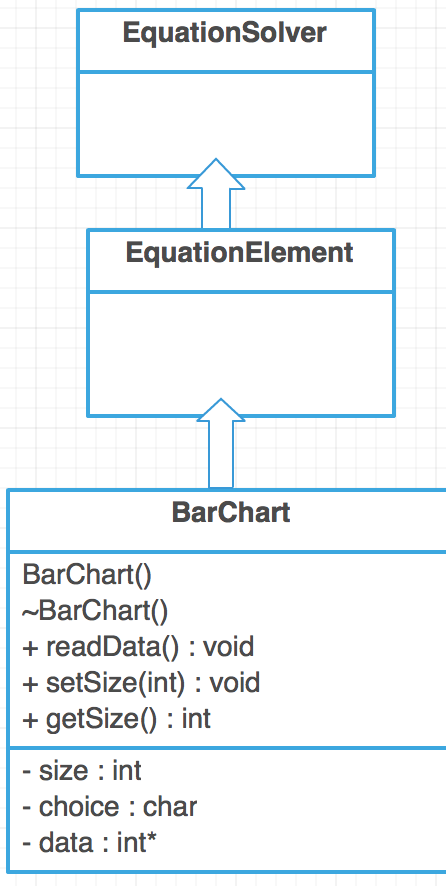 EquationSolver
EquationElement
BarChart
BarChart()
~BarChart()
+ readData() : void
+ setSize(int) : void
+ getSize() : int
- size : int
- choice : char
- data : int*